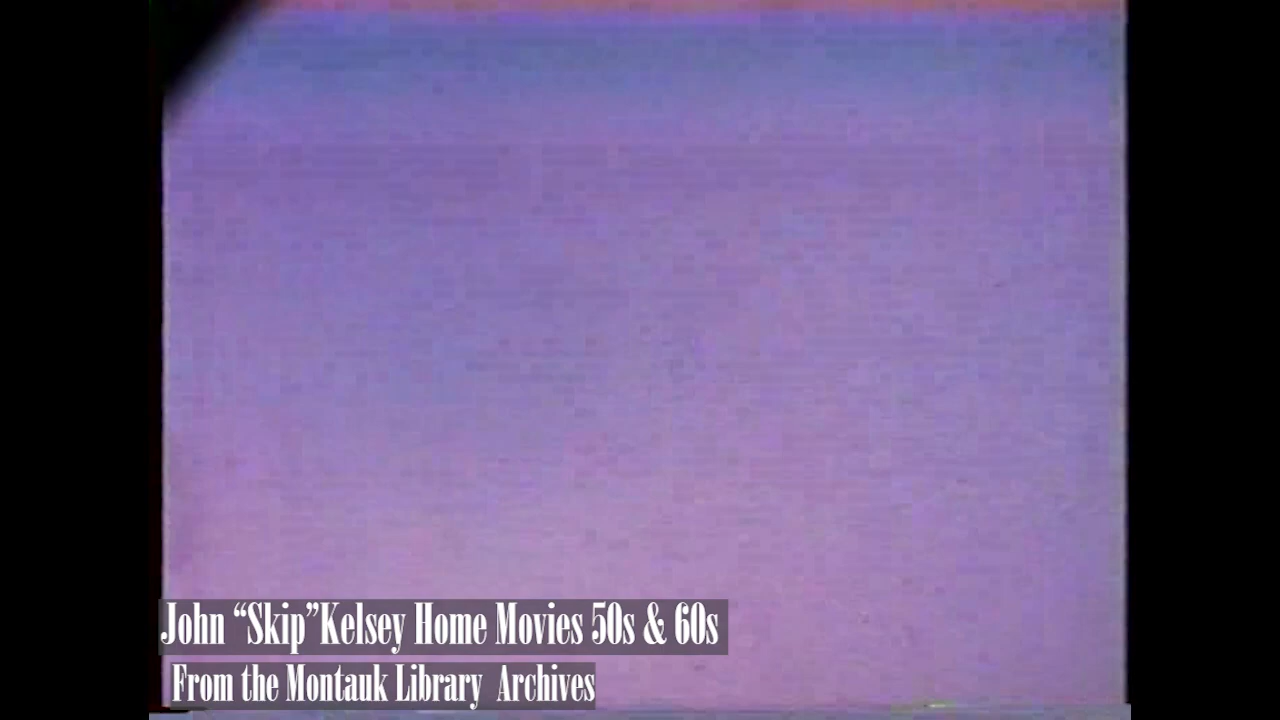 John “Skip”Kelsey Home Movies 50s & 60s
From the Montauk Library Archives